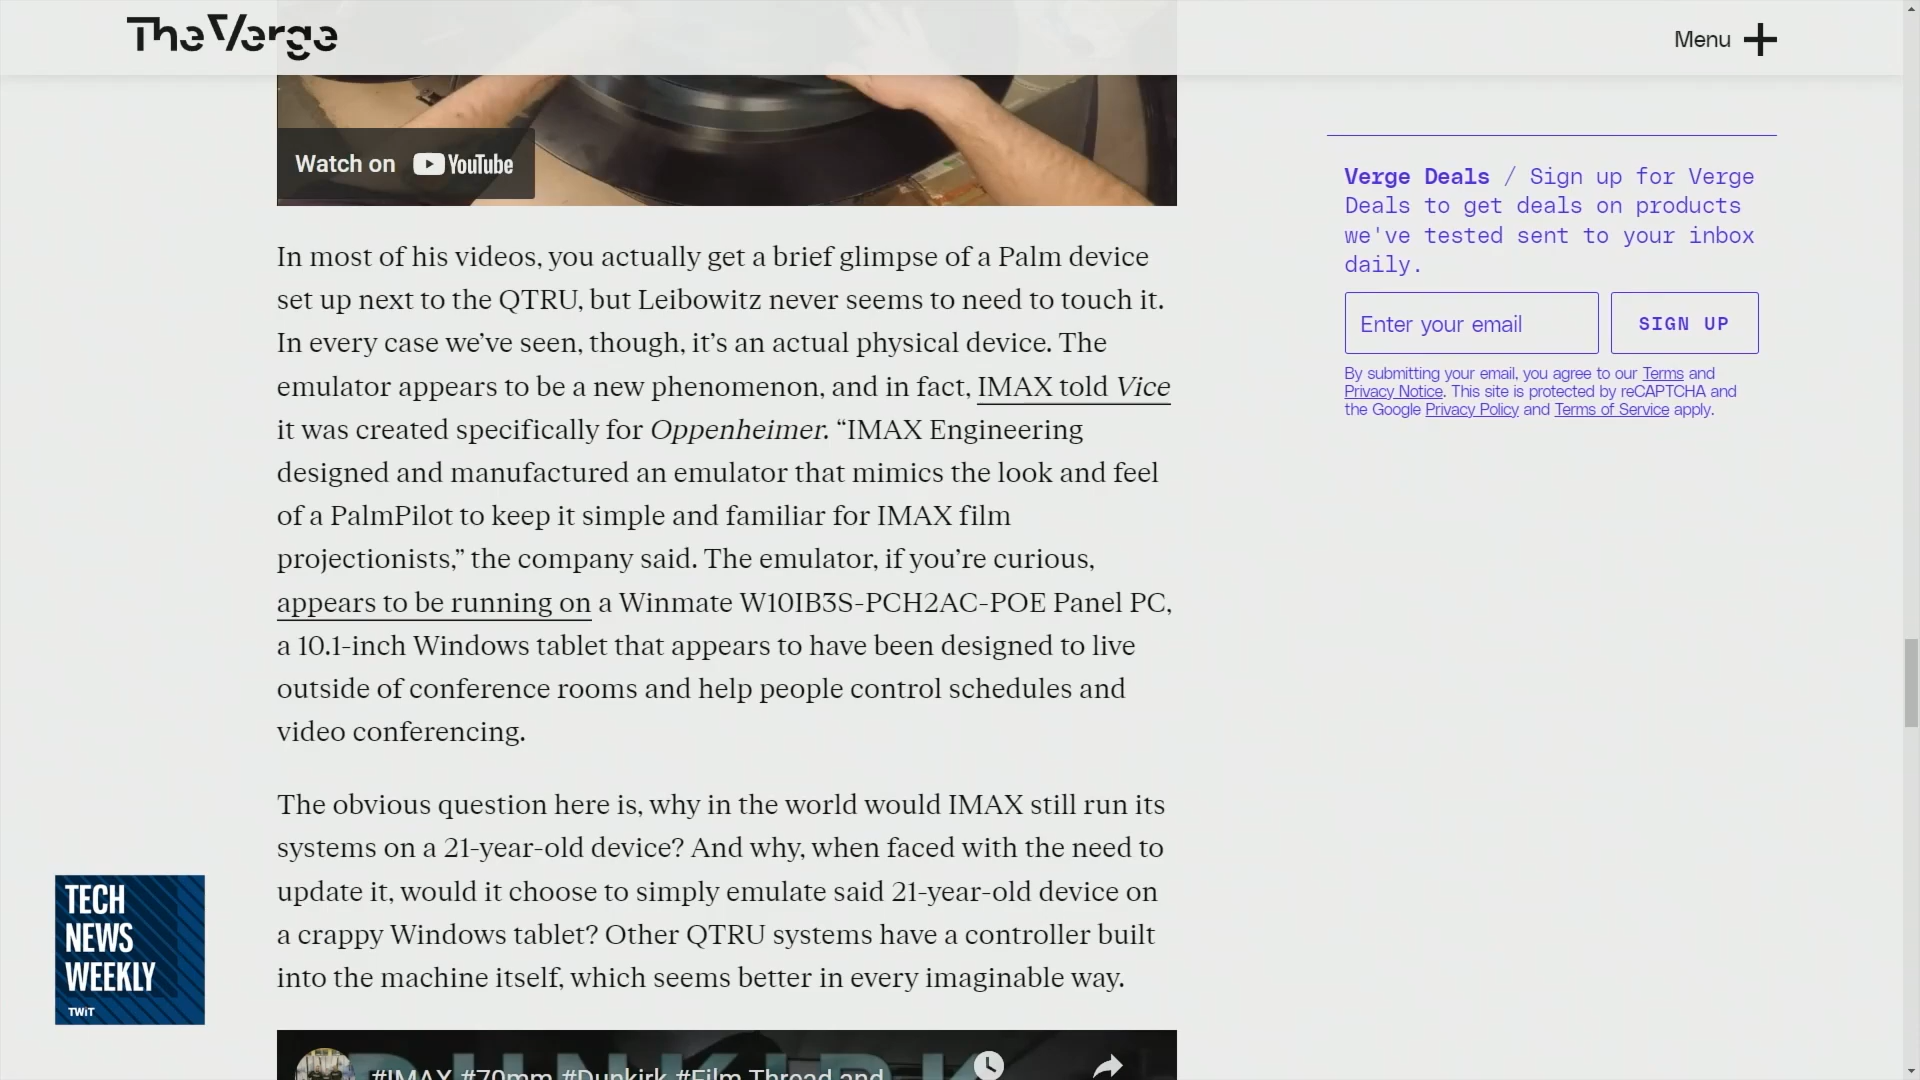 The Verge
Menu
Watch on YouTube
In most of his videos, you actually get a brief glimpse of a Palm device
set up next to the QTRU, but Leibowitz never seems to need to touch it.
In every case we’ve seen, though, it’s an actual physical device. The
emulator appears to be a new phenomenon, and in fact, IMAX told Vice
it was created specifically for Oppenheimer. “IMAX Engineering
designed and manufactured an emulator that mimics the look and feel
of a PalmPilot to keep it simple and familiar for IMAX film
projectionists,” the company said. The emulator, if you’re curious,
appears to be running on a Winmate W10IB3S-PCH2AC-POE Panel PC,
a 10.1-inch Windows tablet that appears to have been designed to live
outside of conference rooms and help people control schedules and
video conferencing.
The obvious question here is, why in the world would IMAX still run its
systems on a 21-year-old device? And why, when faced with the need to
update it, would it choose to simply emulate said 21-year-old device on
a crappy Windows tablet? Other QTRU systems have a controller built
into the machine itself, which seems better in every imaginable way.
#IMAX #70mm #Dunkirk #Film Thread and
DUNKIRK
Verge Deals / Sign up for Verge
Deals to get deals on products
we've tested sent to your inbox
daily.
Enter your email
SIGN UP
By submitting your email, you agree to our Terms and
Privacy Notice. This site is protected by reCAPTCHA and
the Google Privacy Policy and Terms of Service apply.
TECH
NEWS
WEEKLY
TWiT